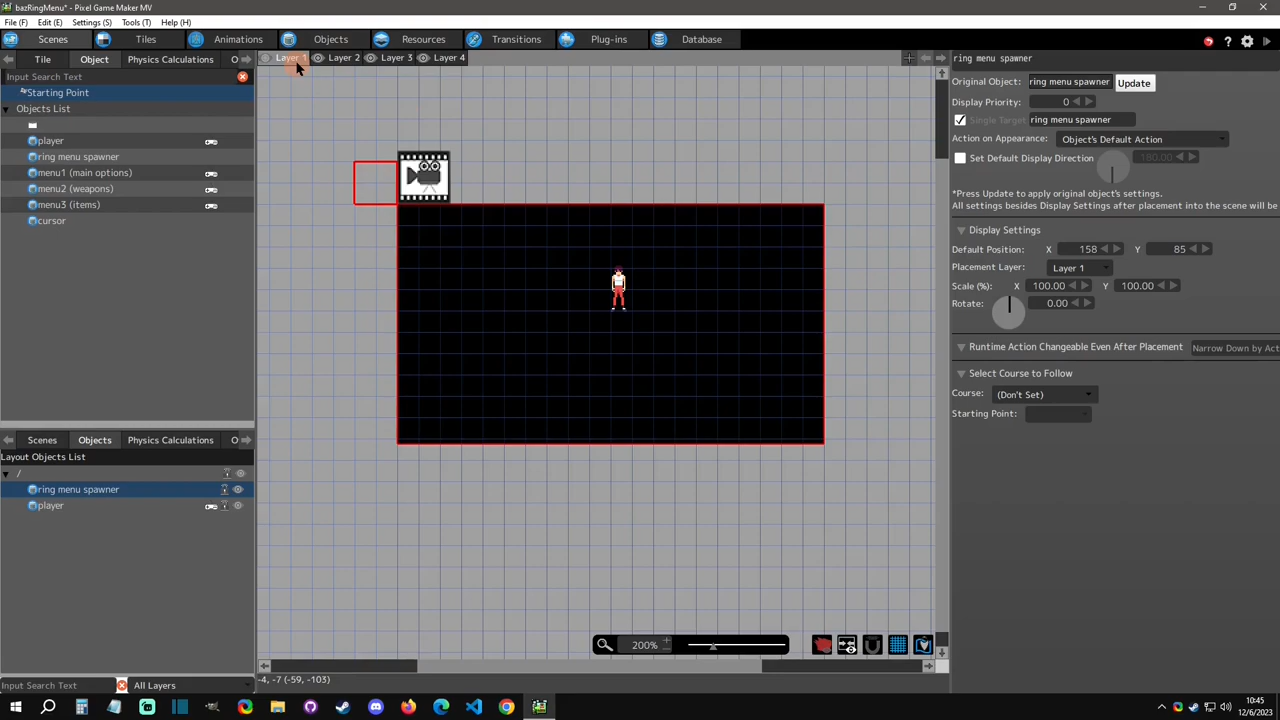 bazRingMenu* - Pixel Game Maker MV
File (F) Edit (E) Settings (S) Tools (T) Help (H)
Scenes Tiles Animations Objects Resources Transitions Plug-ins Database
Tile Object Physics Calculations O
Layer 1 Layer 2 Layer 3 Layer 4
Input Search Text
Starting Point
Objects List
player
ring menu spawner
menu1 (main options)
menu2 (weapons)
menu3 (items)
cursor
Scenes Objects Physics Calculations O
Layout Objects List
/
ring menu spawner
player
Input Search Text All Layers
200%
-4, -7 (-59, -103)
ring menu spawner
Original Object: ring menu spawner Update
Display Priority: 0
Single Target ring menu spawner
Action on Appearance: Object's Default Action
Set Default Display Direction 180.00
*Press Update to apply original object's settings.
All settings besides Display Settings after placement into the scene will be
Display Settings
Default Position: X 158 Y 85
Placement Layer: Layer 1
Scale (%): X 100.00 Y 100.00
Rotate: 0.00
Runtime Action Changeable Even After Placement Narrow Down by Act
Select Course to Follow
Course: (Don't Set)
Starting Point:
10:45
12/6/2023